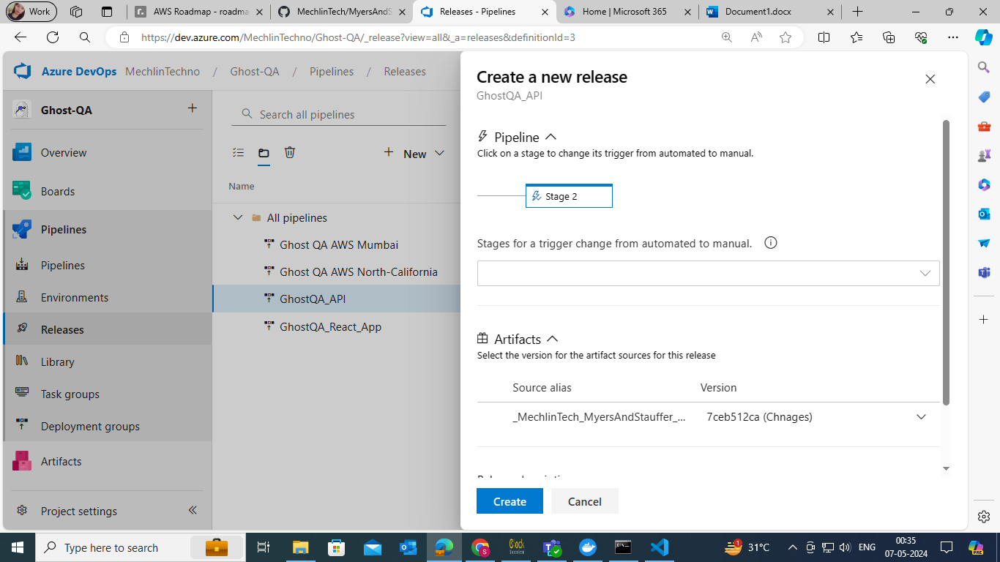 Work
AWS Roadmap - roadma
MechlinTech/MyersAndS
Releases - Pipelines
Home | Microsoft 365
Document1.docx
https://dev.azure.com/MechlinTechno/Ghost-QA/_release?view=all&_a=releases&definitionId=3
Azure DevOps MechlinTechno / Ghost-QA / Pipelines / Releases
Ghost-QA
Overview
Boards
Pipelines
Pipelines
Environments
Releases
Library
Task groups
Deployment groups
Artifacts
Project settings
Search all pipelines
New
Name
All pipelines
Ghost QA AWS Mumbai
Ghost QA AWS North-California
GhostQA_API
GhostQA_React_App
Create a new release
GhostQA_API
Pipeline
Click on a stage to change its trigger from automated to manual.
Stage 2
Stages for a trigger change from automated to manual.
Artifacts
Select the version for the artifact sources for this release
Source alias Version
_MechlinTech_MyersAndStauffer_... 7ceb512ca (Chnages)
Create Cancel
Type here to search
31°C
ENG
00:35
07-05-2024